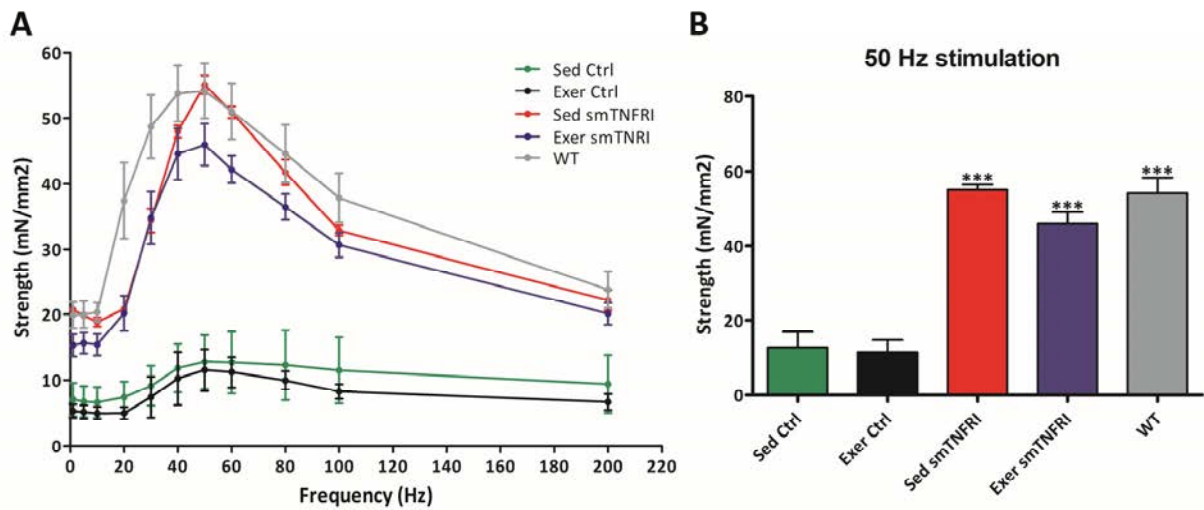 A
Strength (mN/mm2)
60
50
40
30
20
10
0
0 20 40 60 80 100 120 140 160 180 200 220
Frequency (Hz)
Sed Ctrl
Exer Ctrl
Sed smTNFRI
Exer smTNRI
WT
B
50 Hz stimulation
Strength (mN/mm2)
80
60
40
20
0
***
***
***
Sed Ctrl
Exer Ctrl
Sed smTNFRI
Exer smTNFRI
WT